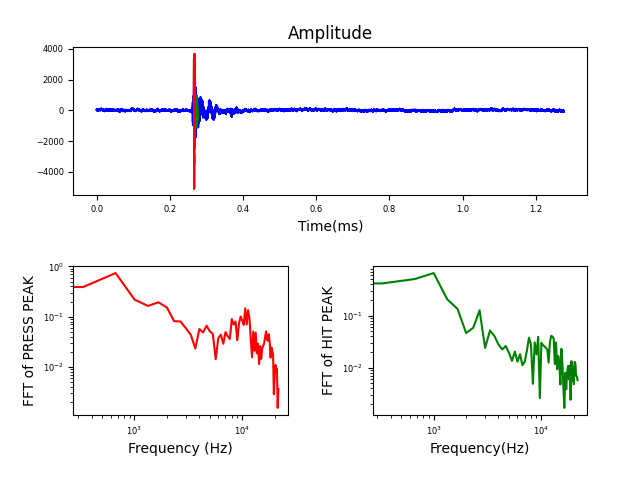 Amplitude
4000
2000
0
−2000
−4000
0.0 0.2 0.4 0.6 0.8 1.0 1.2
Time(ms)
FFT of PRESS PEAK
10⁰
10⁻¹
10⁻²
10³ 10⁴
Frequency (Hz)
FFT of HIT PEAK
10⁻¹
10⁻²
10³ 10⁴
Frequency(Hz)